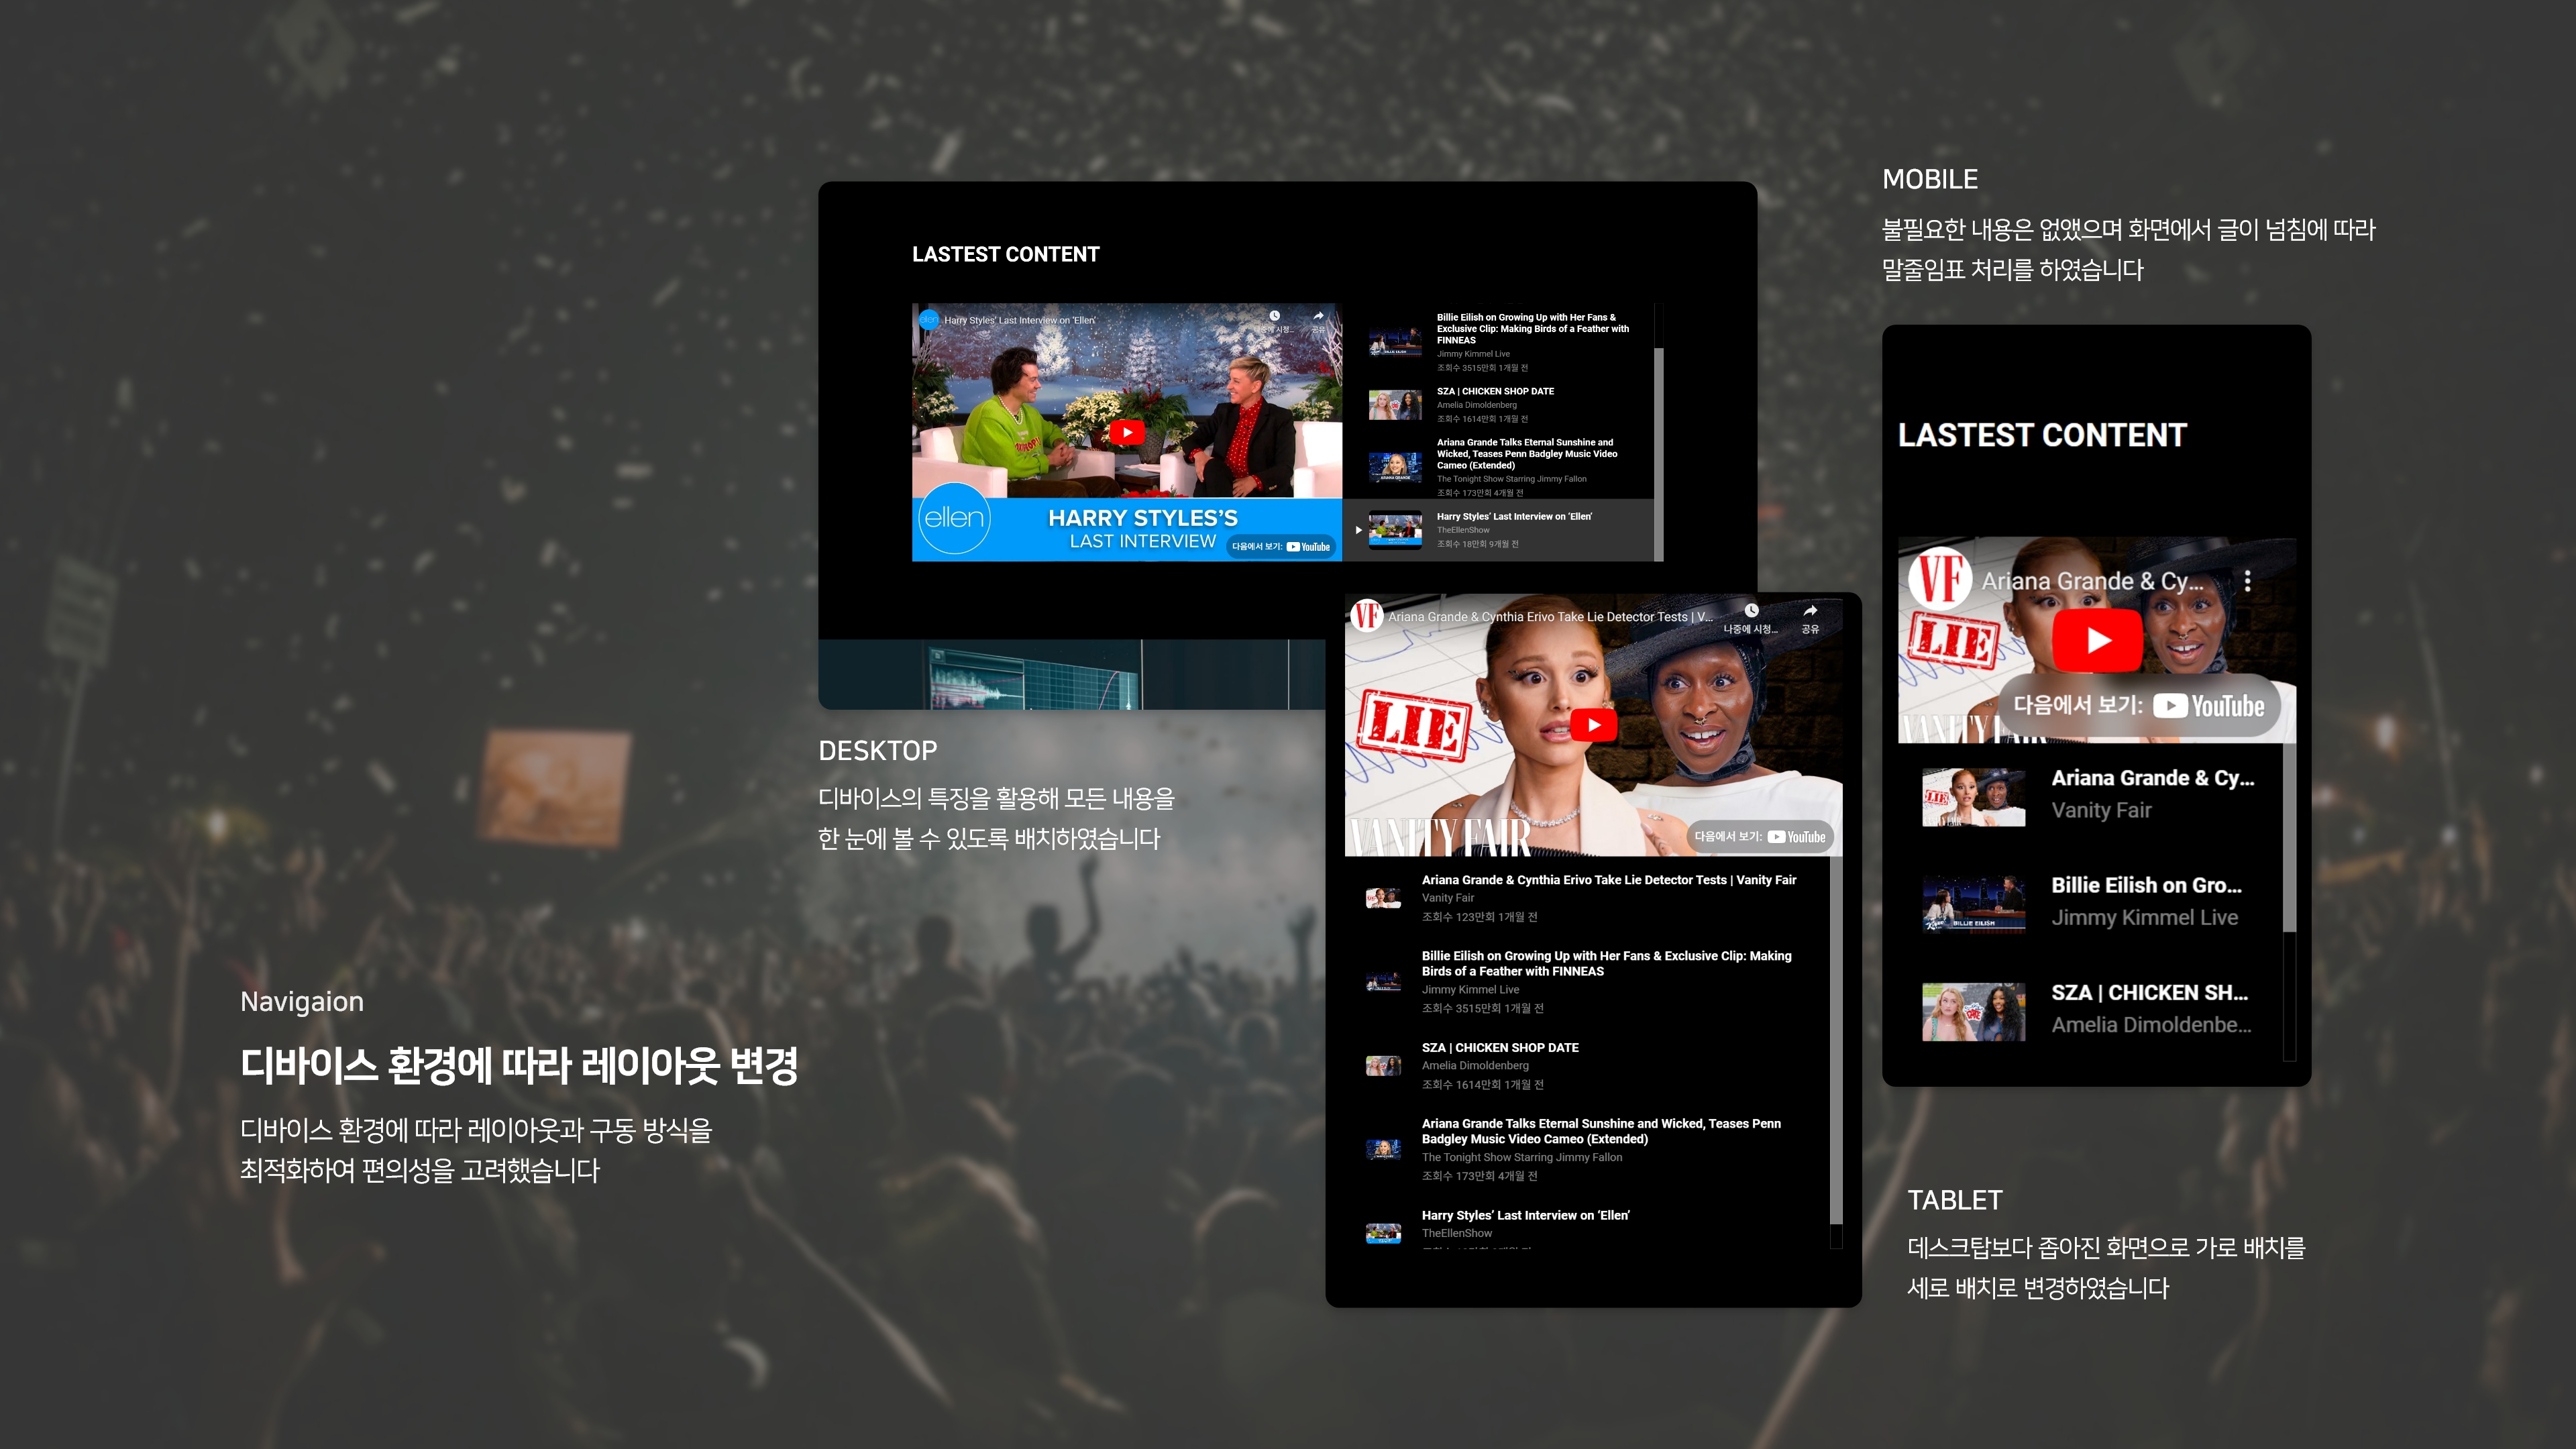 MOBILE
불필요한 내용은 없앴으며 화면에서 글이 넘침에 따라
말줄임표 처리를 하였습니다
LASTEST CONTENT
ellen
Harry Styles' Last Interview on 'Ellen'
나중에 시청...
공유
ellen
HARRY STYLES'S
LAST INTERVIEW
다음에서 보기: YouTube
Billie Eilish on Growing Up with Her Fans &
Exclusive Clip: Making Birds of a Feather with
FINNEAS
Jimmy Kimmel Live
조회수 3515만회 1개월 전
SZA | CHICKEN SHOP DATE
Amelia Dimoldenberg
조회수 1614만회 1개월 전
Ariana Grande Talks Eternal Sunshine and
Wicked, Teases Penn Badgley Music Video
Cameo (Extended)
The Tonight Show Starring Jimmy Fallon
조회수 173만회 4개월 전
Harry Styles' Last Interview on 'Ellen'
TheEllenShow
조회수 18만회 9개월 전
LASTEST CONTENT
VF
Ariana Grande & Cy...
LIE
다음에서 보기: YouTube
VANITY FAIR
Ariana Grande & Cy...
Vanity Fair
Billie Eilish on Gro...
Jimmy Kimmel Live
BILLIE EILISH
SZA | CHICKEN SH...
Amelia Dimoldenbe...
VF
Ariana Grande & Cynthia Erivo Take Lie Detector Tests | V...
나중에 시청...
공유
LIE
VANITY FAIR
다음에서 보기: YouTube
Ariana Grande & Cynthia Erivo Take Lie Detector Tests | Vanity Fair
Vanity Fair
조회수 123만회 1개월 전
Billie Eilish on Growing Up with Her Fans & Exclusive Clip: Making
Birds of a Feather with FINNEAS
Jimmy Kimmel Live
조회수 3515만회 1개월 전
SZA | CHICKEN SHOP DATE
Amelia Dimoldenberg
조회수 1614만회 1개월 전
Ariana Grande Talks Eternal Sunshine and Wicked, Teases Penn
Badgley Music Video Cameo (Extended)
The Tonight Show Starring Jimmy Fallon
조회수 173만회 4개월 전
Harry Styles' Last Interview on 'Ellen'
TheEllenShow
DESKTOP
디바이스의 특징을 활용해 모든 내용을
한 눈에 볼 수 있도록 배치하였습니다
Navigaion
디바이스 환경에 따라 레이아웃 변경
디바이스 환경에 따라 레이아웃과 구동 방식을
최적화하여 편의성을 고려했습니다
TABLET
데스크탑보다 좁아진 화면으로 가로 배치를
세로 배치로 변경하였습니다